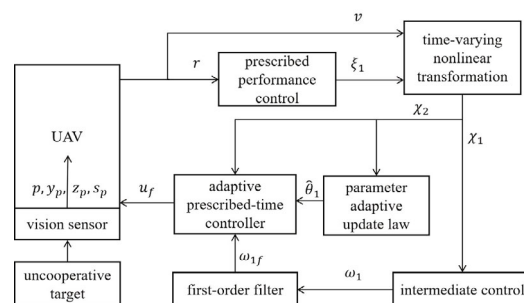 v
time-varying
nonlinear
transformation
r
prescribed
performance
control
ξ₁
χ₂
χ₁
UAV
p, yₚ, zₚ, sₚ
vision sensor
u_f
adaptive
prescribed-time
controller
θ̂₁
parameter
adaptive
update law
uncooperative
target
ω₁f
first-order filter
ω₁
intermediate control